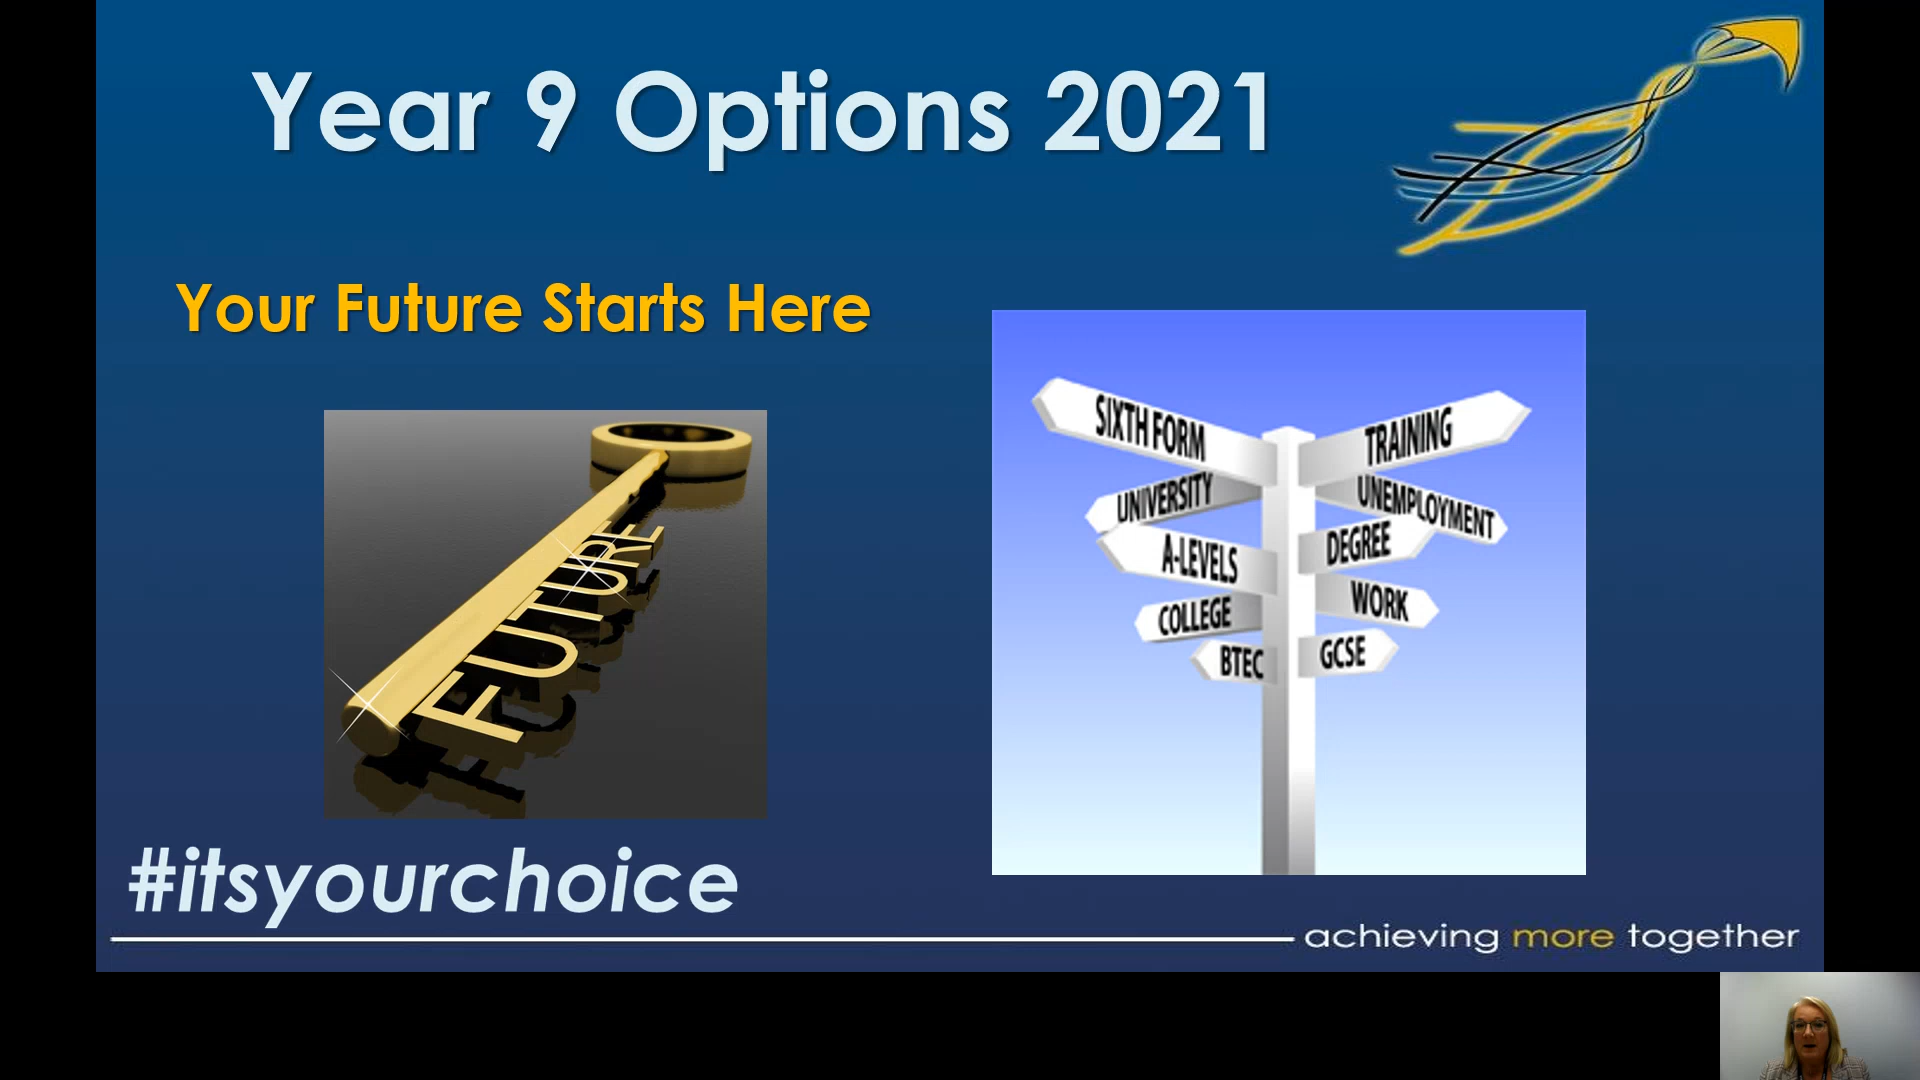 Year 9 Options 2021
Your Future Starts Here
FUTURE
SIXTH FORM
TRAINING
UNIVERSITY
UNEMPLOYMENT
A-LEVELS
DEGREE
COLLEGE
WORK
BTEC
GCSE
#itsyourchoice
achieving more together